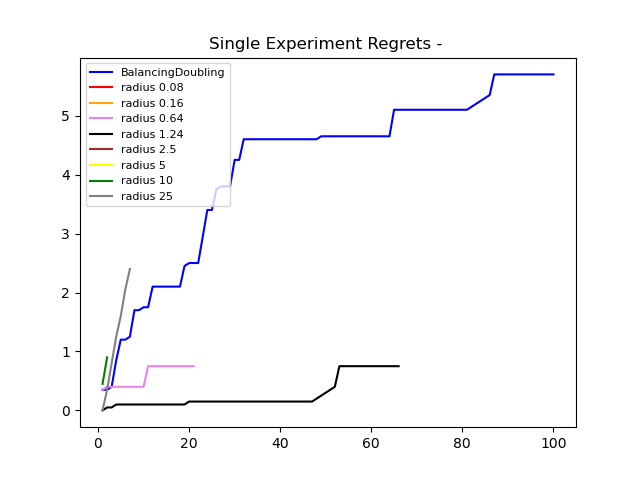 Single Experiment Regrets -
BalancingDoubling
radius 0.08
radius 0.16
radius 0.64
radius 1.24
radius 2.5
radius 5
radius 10
radius 25
5
4
3
2
1
0
0 20 40 60 80 100